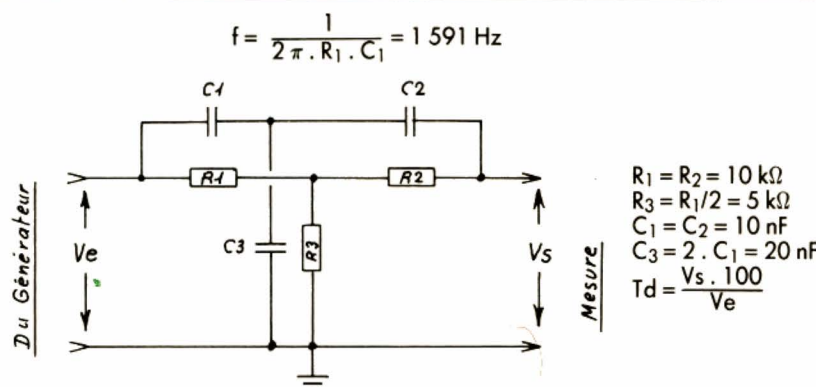 f = 1 / 2 π . R1 . C1 = 1 591 Hz
C1
C2
R1
R2
Du Générateur
Ve
C3
R3
Vs
Mesure
R1 = R2 = 10 kΩ
R3 = R1/2 = 5 kΩ
C1 = C2 = 10 nF
C3 = 2 . C1 = 20 nF
Td = Vs . 100 / Ve